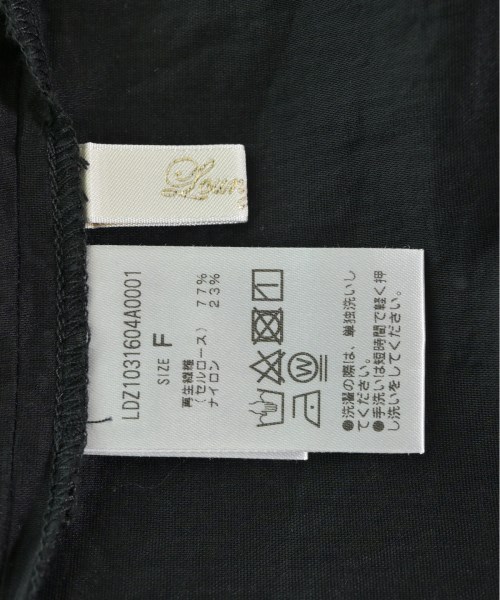 LDZ1031604A0001
SIZE F
再生繊維
（セルロース） 77%
ナイロン 23%
W
●洗濯の際は、単独洗いし
てください。
●手洗いは短時間で軽く押
し洗いをしてください。